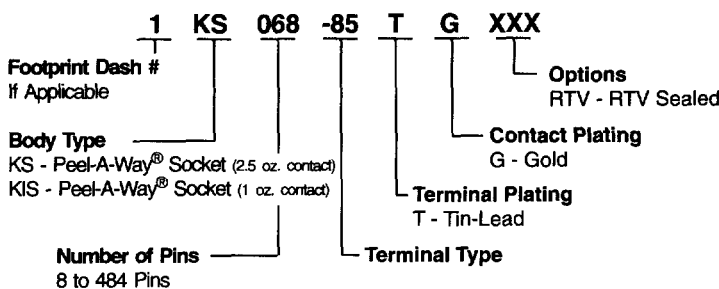 1 KS 068 -85 T G XXX
Footprint Dash #
If Applicable
Options
RTV - RTV Sealed
Body Type
KS - Peel-A-Way® Socket (2.5 oz. contact)
KIS - Peel-A-Way® Socket (1 oz. contact)
Contact Plating
G - Gold
Terminal Plating
T - Tin-Lead
Number of Pins
8 to 484 Pins
Terminal Type